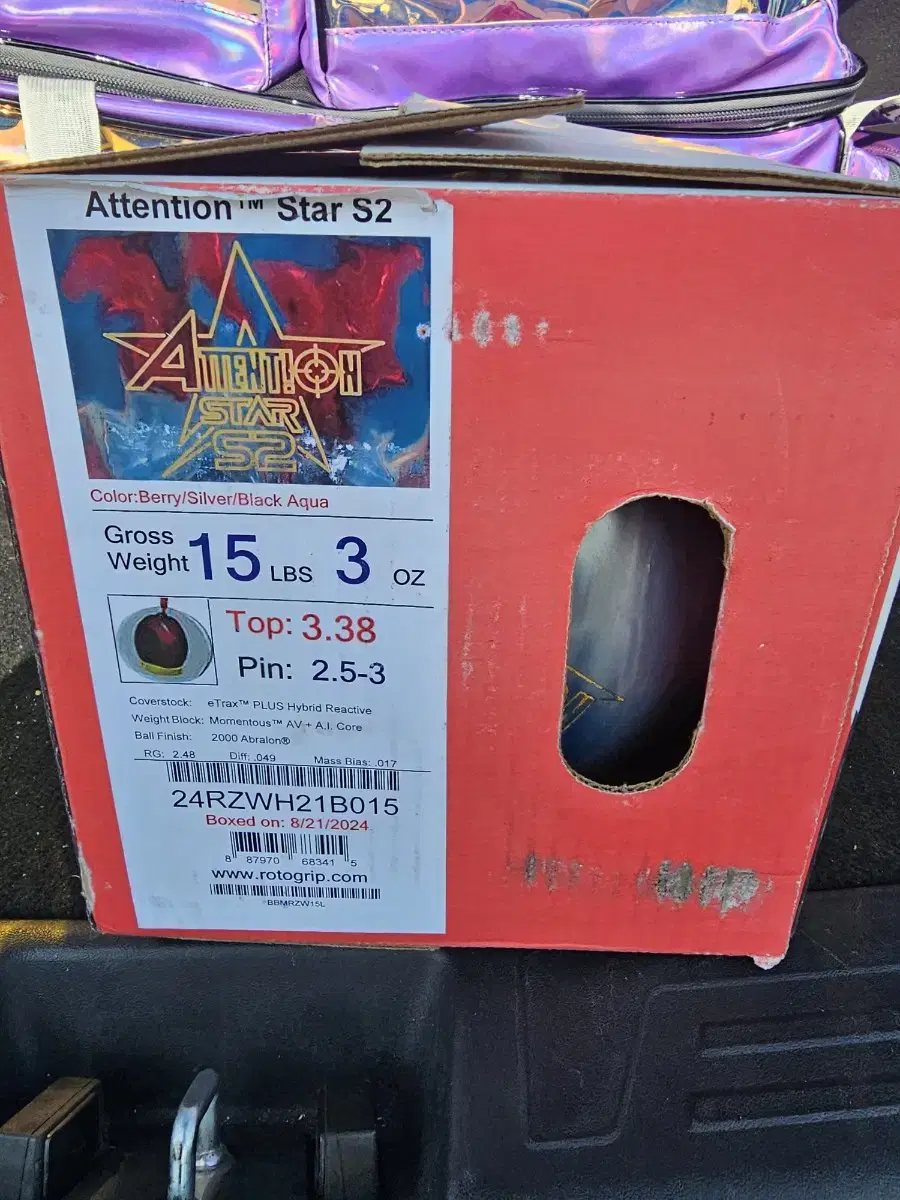 Attention™ Star S2
ATTENT!ON
STAR
S2
Color:Berry/Silver/Black Aqua
Gross Weight 15 LBS 3 OZ
Top: 3.38
Pin: 2.5-3
Coverstock: eTrax™ PLUS Hybrid Reactive
Weight Block: Momentous™ AV + A.I. Core
Ball Finish: 2000 Abralon®
RG: 2.48 Diff: .049 Mass Bias: .017
24RZWH21B015
Boxed on: 8/21/2024
8 87970 68341 5
www.rotogrip.com
*BBMRZW15L